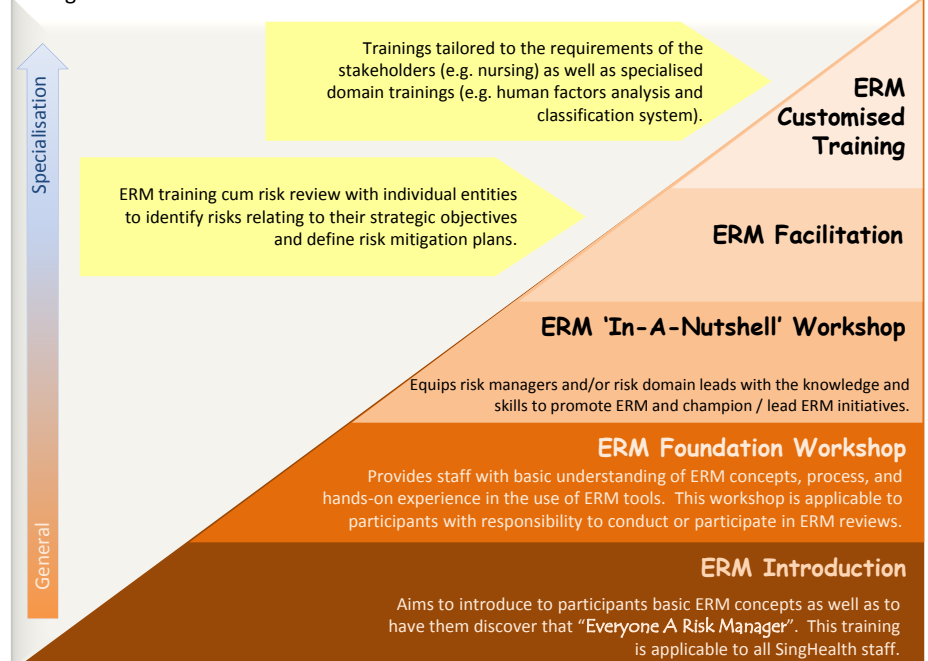 Trainings tailored to the requirements of the
stakeholders (e.g. nursing) as well as specialised
domain trainings (e.g. human factors analysis and
classification system).
ERM
Customised
Training
Specialisation
ERM training cum risk review with individual entities
to identify risks relating to their strategic objectives
and define risk mitigation plans.
ERM Facilitation
ERM ‘In-A-Nutshell’ Workshop
Equips risk managers and/or risk domain leads with the knowledge and
skills to promote ERM and champion / lead ERM initiatives.
ERM Foundation Workshop
Provides staff with basic understanding of ERM concepts, process, and
hands-on experience in the use of ERM tools. This workshop is applicable to
participants with responsibility to conduct or participate in ERM reviews.
General
ERM Introduction
Aims to introduce to participants basic ERM concepts as well as to
have them discover that “Everyone A Risk Manager”. This training
is applicable to all SingHealth staff.